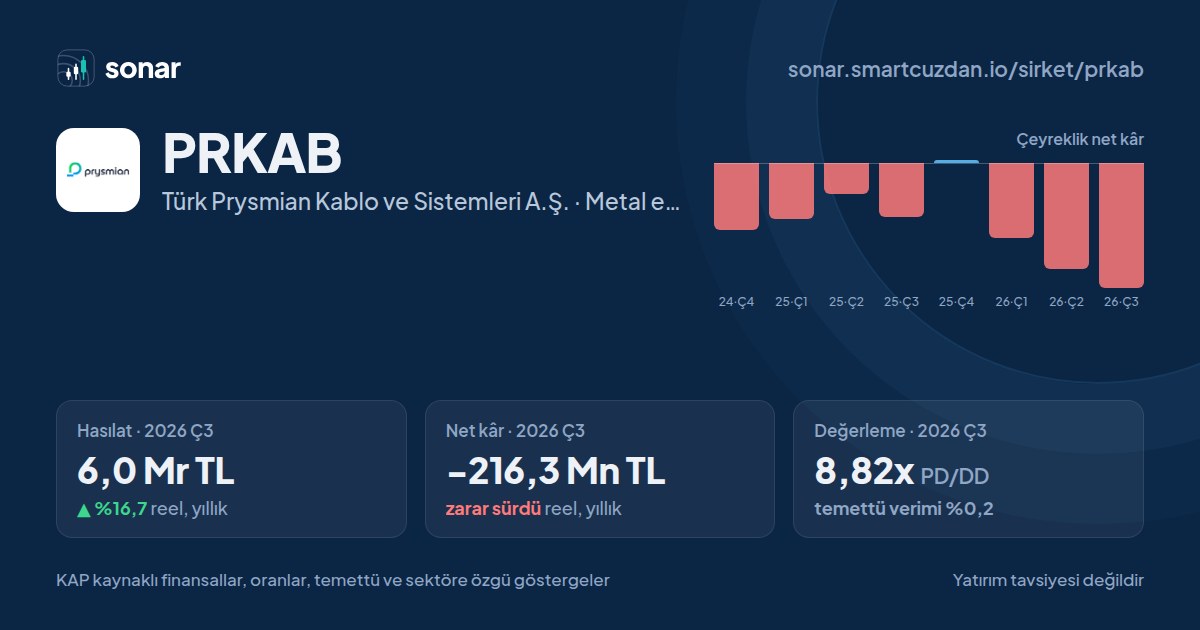 sonar
sonar.smartcuzdan.io/sirket/prkab
prysmian
PRKAB
Türk Prysmian Kablo ve Sistemleri A.Ş. · Metal e…
Çeyreklik net kâr
24·Ç4 25·Ç1 25·Ç2 25·Ç3 25·Ç4 26·Ç1 26·Ç2 26·Ç3
Hasılat · 2026 Ç3
6,0 Mr TL
▲ %16,7 reel, yıllık
Net kâr · 2026 Ç3
−216,3 Mn TL
zarar sürdü reel, yıllık
Değerleme · 2026 Ç3
8,82x PD/DD
temettü verimi %0,2
KAP kaynaklı finansallar, oranlar, temettü ve sektöre özgü göstergeler
Yatırım tavsiyesi değildir